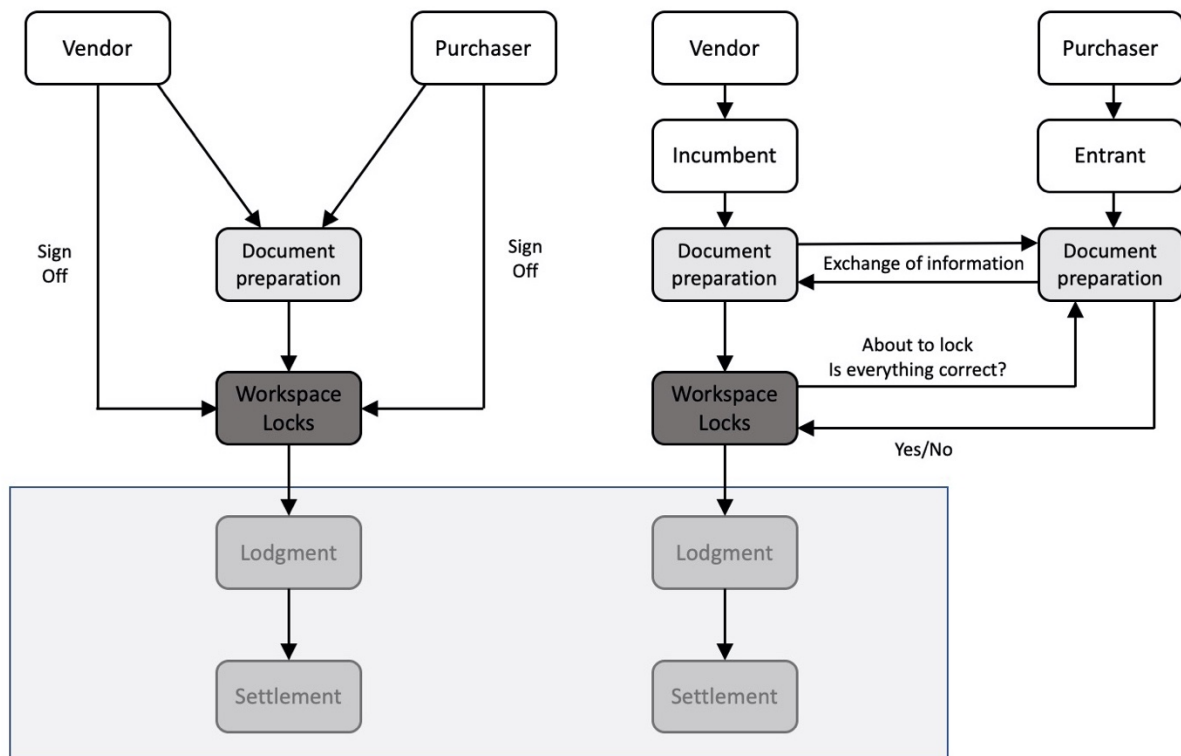 Vendor
Purchaser
Vendor
Purchaser
Incumbent
Entrant
Sign
Off
Document
preparation
Sign
Off
Document
preparation
Exchange of information
Document
preparation
About to lock
Is everything correct?
Workspace
Locks
Workspace
Locks
Yes/No
Lodgment
Lodgment
Settlement
Settlement